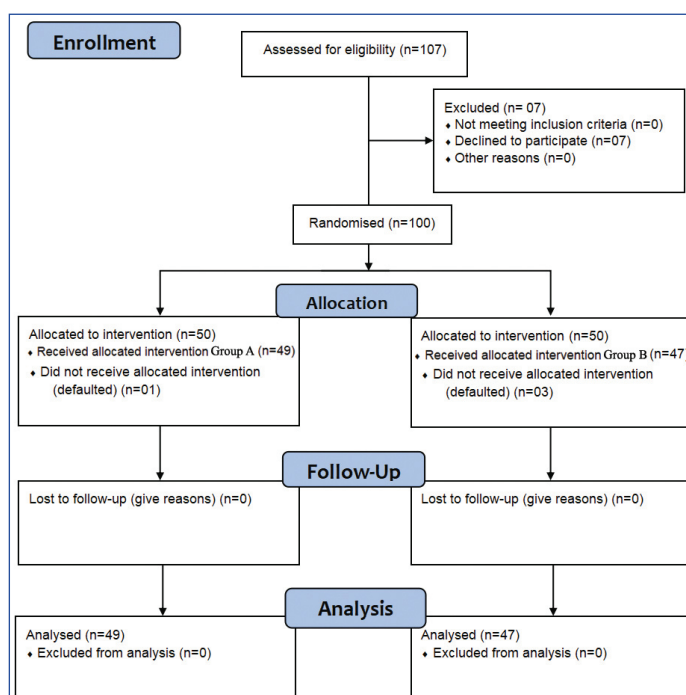 Enrollment
Assessed for eligibility (n=107)
Excluded (n= 07)
♦ Not meeting inclusion criteria (n=0)
♦ Declined to participate (n=07)
♦ Other reasons (n=0)
Randomised (n=100)
Allocation
Allocated to intervention (n=50)
♦ Received allocated intervention Group A (n=49)
♦ Did not receive allocated intervention
(defaulted) (n=01)
Allocated to intervention (n=50)
♦ Received allocated intervention Group B (n=47)
♦ Did not receive allocated intervention
(defaulted) (n=03)
Follow-Up
Lost to follow-up (give reasons) (n=0)
Lost to follow-up (give reasons) (n=0)
Analysis
Analysed (n=49)
♦ Excluded from analysis (n=0)
Analysed (n=47)
♦ Excluded from analysis (n=0)